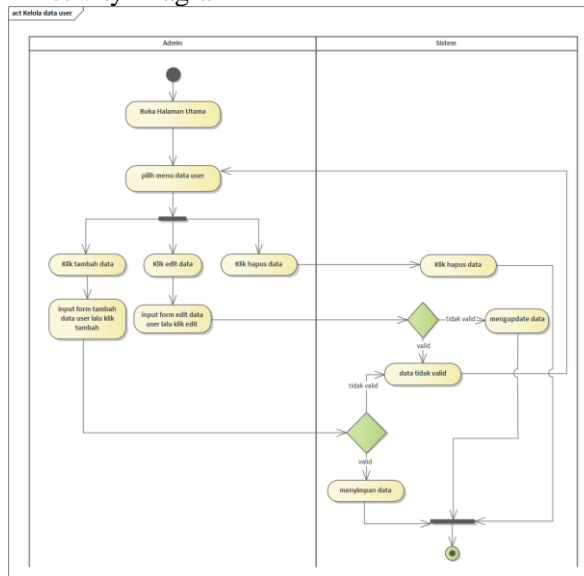 act Kelola data user
Admin
Sistem
Buka Halaman Utama
pilih menu data user
Klik tambah data
Klik edit data
Klik hapus data
Klik hapus data
input form tambah
data user lalu klik
tambah
input form edit data
user lalu klik edit
tidak valid
mengupdate data
valid
data tidak valid
tidak valid
valid
menyimpan data